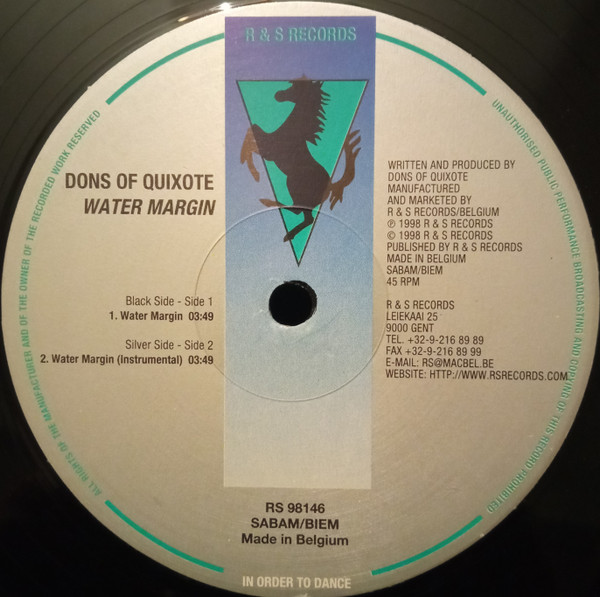 R & S RECORDS
DONS OF QUIXOTE
WATER MARGIN
Black Side - Side 1
1. Water Margin 03:49
Silver Side - Side 2
2. Water Margin (Instrumental) 03:49
WRITTEN AND PRODUCED BY
DONS OF QUIXOTE
MANUFACTURED
AND MARKETED BY
R & S RECORDS/BELGIUM
℗ 1998 R & S RECORDS
© 1998 R & S RECORDS
PUBLISHED BY R & S RECORDS
MADE IN BELGIUM
SABAM/BIEM
45 RPM
R & S RECORDS
LEIEKAAI 25
9000 GENT
TEL. +32-9-216 89 89
FAX +32-9-216 89 99
E-MAIL: RS@MACBEL.BE
WEBSITE: HTTP://WWW.RSRECORDS.COM
RS 98146
SABAM/BIEM
Made in Belgium
IN ORDER TO DANCE
ALL RIGHTS OF THE MANUFACTURER AND OF THE OWNER OF THE RECORDED WORK RESERVED
UNAUTHORISED PUBLIC PERFORMANCE BROADCASTING AND COPYING OF THIS RECORD PROHIBITED